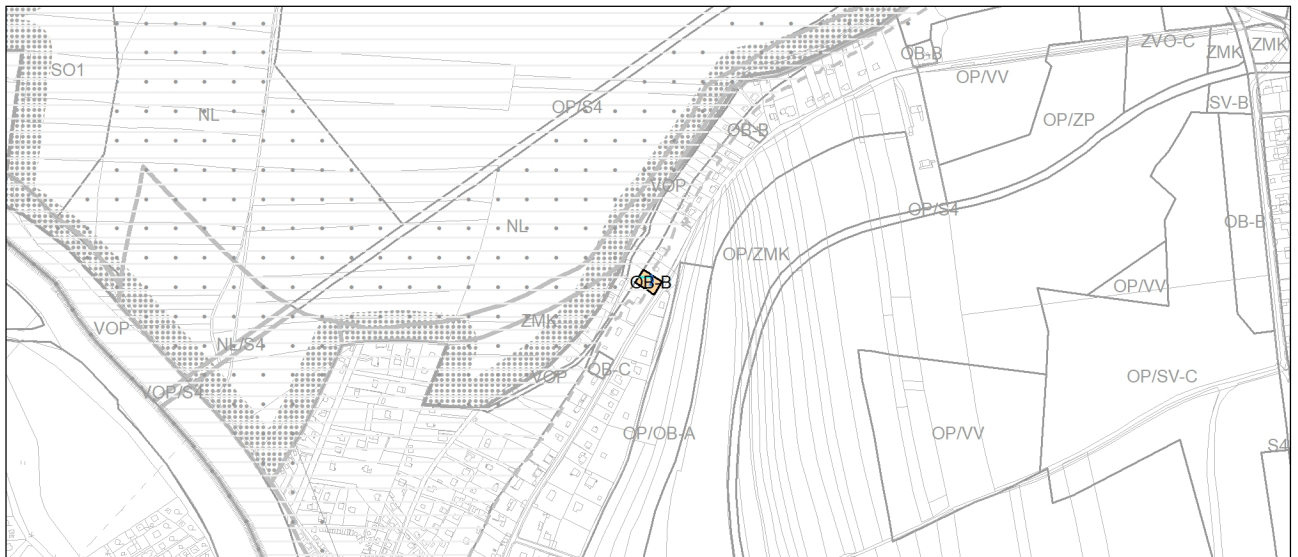 OB-B
ZVO-C
ZMK
ZMK
SO1
OP/VV
OP/S4
SV-B
NL
OP/ZP
OB-B
VOP
OP/S4
NL
OB-B
OP/ZMK
OB-B
OP/VV
VOP
ZMK
NL/S4
OB-C
VOP
OP/SV-C
VOP/S4
OP/OB-A
OP/VV
S4